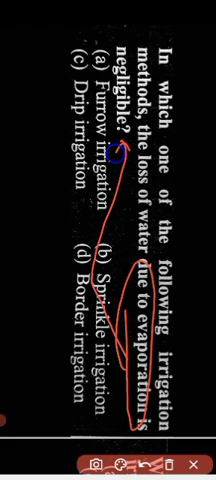 In which one of the following irrigation
methods, the loss of water due to evaporation is
negligible?
(a) Furrow irrigation (b) Sprinkle irrigation
(c) Drip irrigation (d) Border irrigation